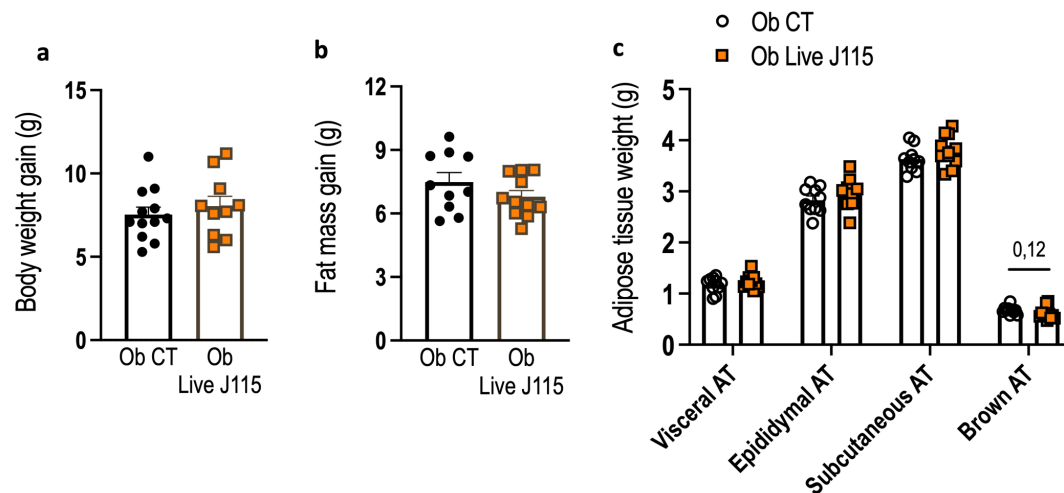 a
Body weight gain (g)
15
10
5
0
Ob CT
Ob
Live J115
b
Fat mass gain (g)
12
9
6
3
0
Ob CT
Ob
Live J115
c
Ob CT
Ob Live J115
Adipose tissue weight (g)
5
4
3
2
1
0
0,12
Visceral AT
Epididymal AT
Subcutaneous AT
Brown AT